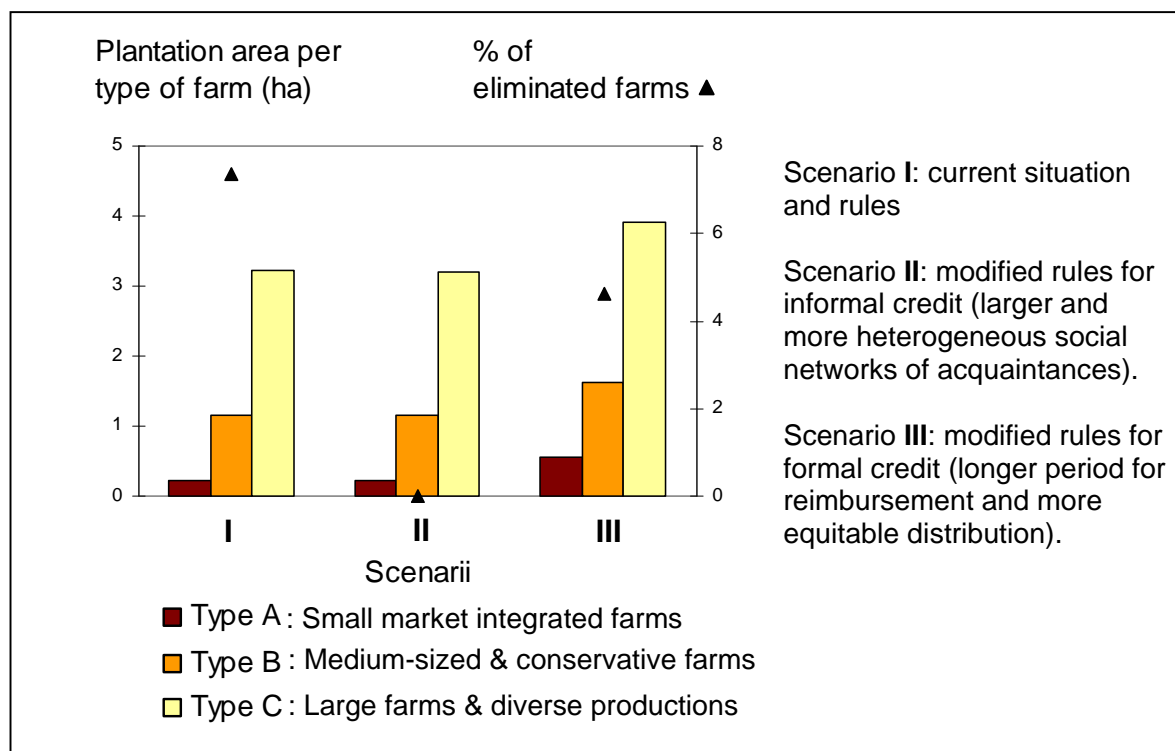 Plantation area per
type of farm (ha)
% of
eliminated farms ▲
5
4
3
2
1
0
8
6
4
2
0
I
II
III
Scenarii
Type A : Small market integrated farms
Type B : Medium-sized & conservative farms
Type C : Large farms & diverse productions
Scenario I: current situation
and rules
Scenario II: modified rules for
informal credit (larger and
more heterogeneous social
networks of acquaintances).
Scenario III: modified rules for
formal credit (longer period for
reimbursement and more
equitable distribution).